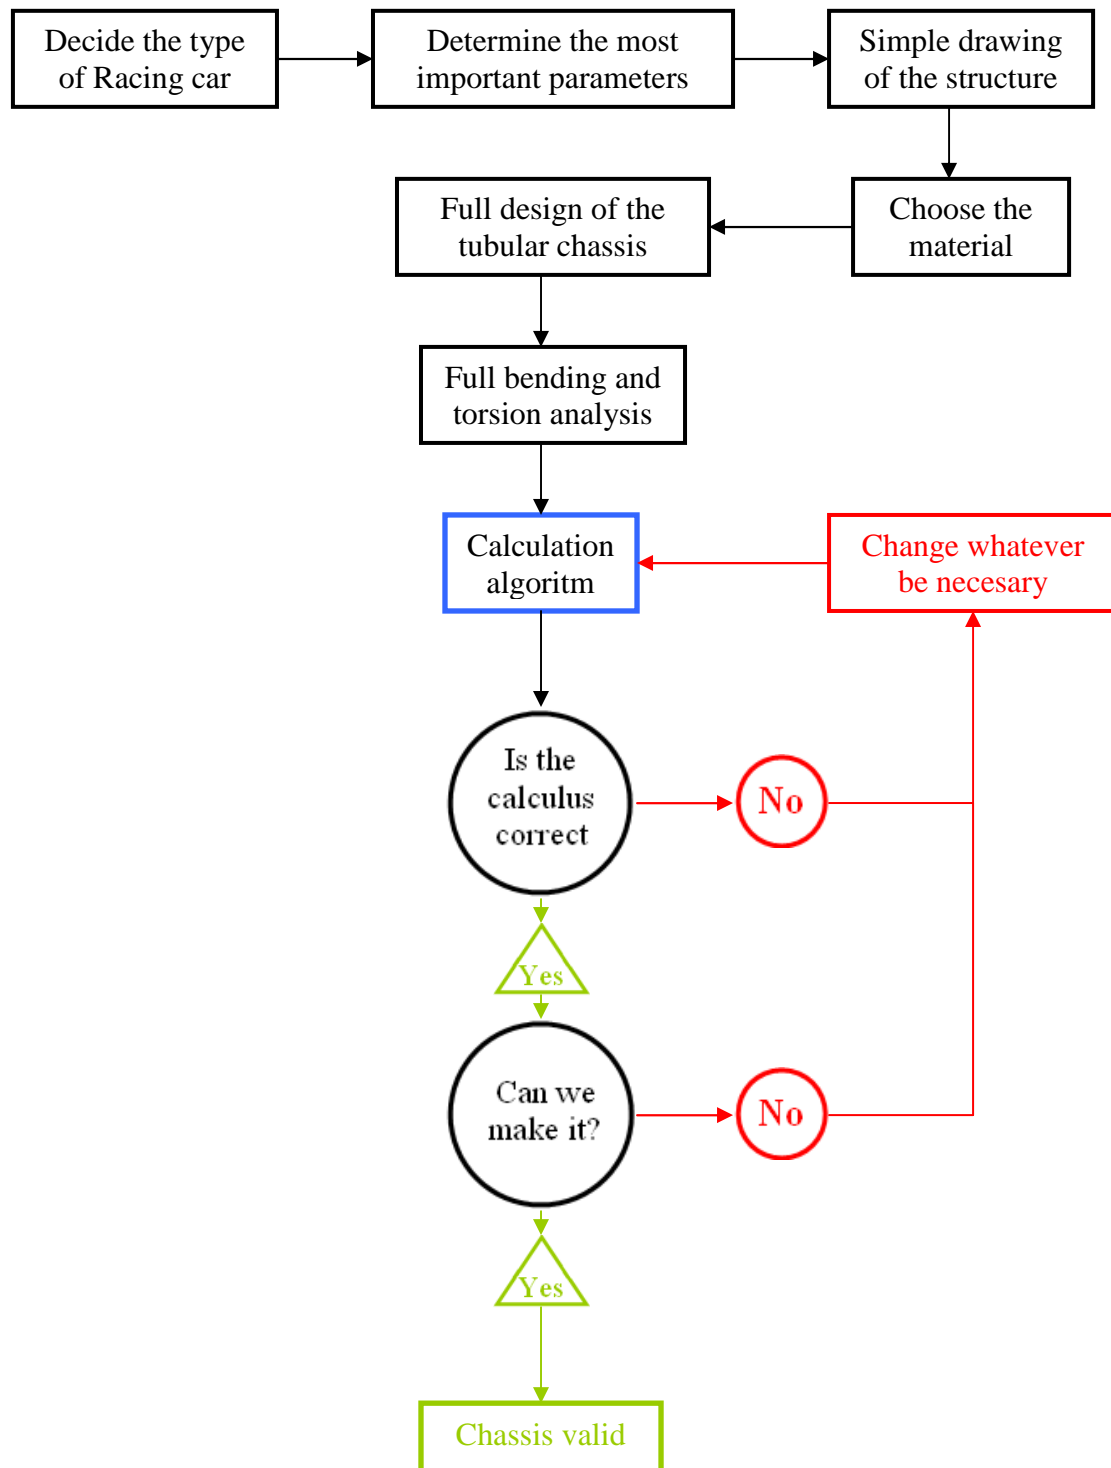 Decide the type
of Racing car
Determine the most
important parameters
Simple drawing
of the structure
Full design of the
tubular chassis
Choose the
material
Full bending and
torsion analysis
Calculation
algoritm
Change whatever
be necesary
Is the
calculus
correct
No
Yes
Can we
make it?
No
Yes
Chassis valid